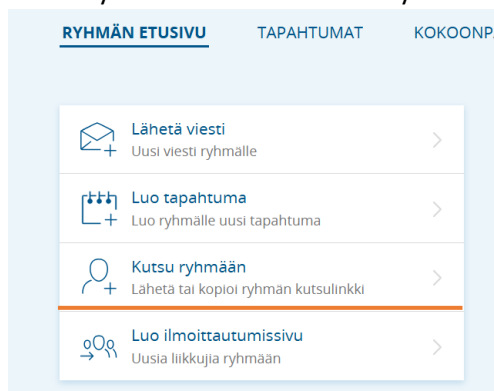 RYHMÄN ETUSIVU TAPAHTUMAT
Lähetä viesti
Uusi viesti ryhmälle
Luo tapahtuma
Luo ryhmälle uusi tapahtuma
Kutsu ryhmään
Lähetä tai kopioi ryhmän kutsulinkki
Luo ilmoittautumissivu
Uusia liikkujia ryhmään